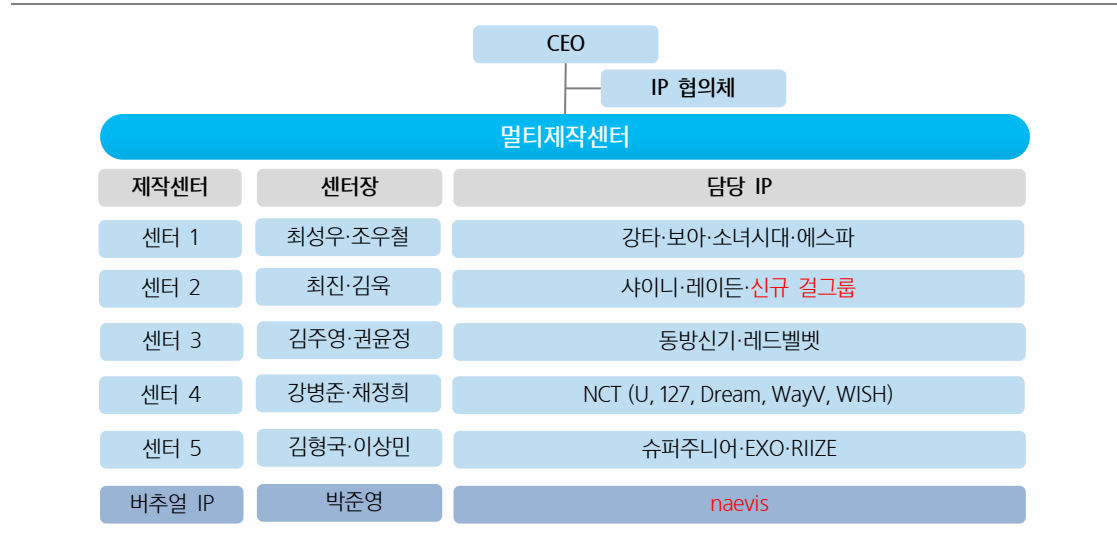 CEO
IP 협의체
멀티제작센터
제작센터 센터장 담당 IP
센터 1 최성우·조우철 강타·보아·소녀시대·에스파
센터 2 최진·김욱 샤이니·레이든·신규 걸그룹
센터 3 김주영·권윤정 동방신기·레드벨벳
센터 4 강병준·채정희 NCT (U, 127, Dream, WayV, WISH)
센터 5 김형국·이상민 슈퍼주니어·EXO·RIIZE
버추얼 IP 박준영 naevis